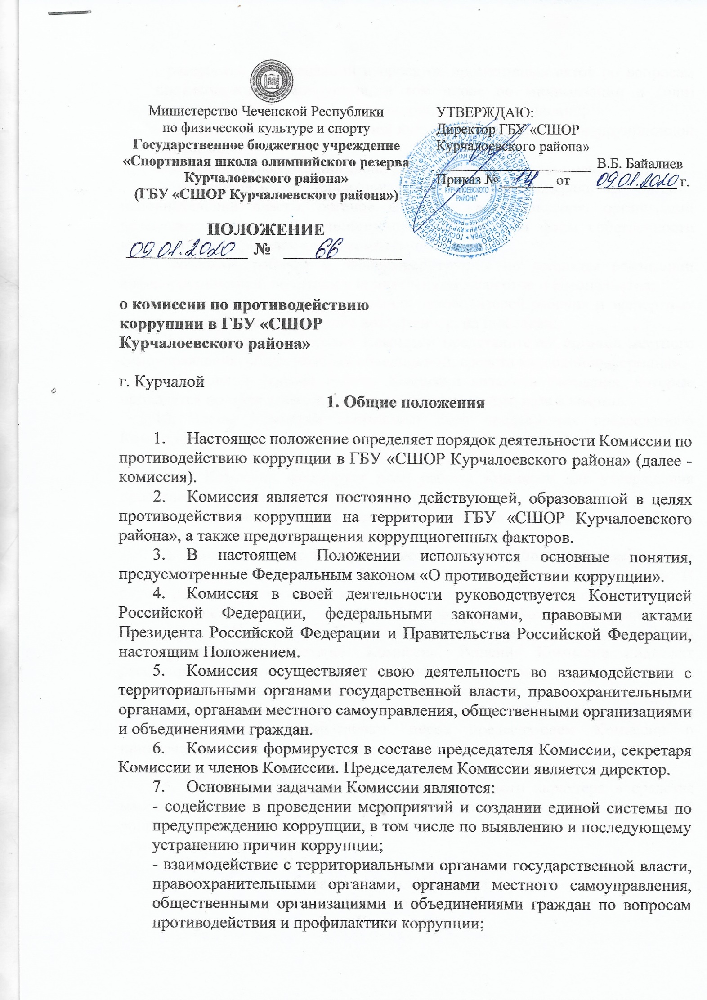 Министерство Чеченской Республики
по физической культуре и спорту
Государственное бюджетное учреждение
«Спортивная школа олимпийского резерва
Курчалоевского района»
(ГБУ «СШОР Курчалоевского района»)
ПОЛОЖЕНИЕ
09.01.2020 № 66
УТВЕРЖДАЮ:
Директор ГБУ «СШОР
Курчалоевского района»
В.Б. Байалиев
Приказ № 14 от 09.01.2020 г.
КУРЧАЛОЕВСКОГО
РАЙОНА"
о комиссии по противодействию
коррупции в ГБУ «СШОР
Курчалоевского района»
г. Курчалой
1. Общие положения
1. Настоящее положение определяет порядок деятельности Комиссии по
противодействию коррупции в ГБУ «СШОР Курчалоевского района» (далее -
комиссия).
2. Комиссия является постоянно действующей, образованной в целях
противодействия коррупции на территории ГБУ «СШОР Курчалоевского
района», а также предотвращения коррупциогенных факторов.
3. В настоящем Положении используются основные понятия,
предусмотренные Федеральным законом «О противодействии коррупции».
4. Комиссия в своей деятельности руководствуется Конституцией
Российской Федерации, федеральными законами, правовыми актами
Президента Российской Федерации и Правительства Российской Федерации,
настоящим Положением.
5. Комиссия осуществляет свою деятельность во взаимодействии с
территориальными органами государственной власти, правоохранительными
органами, органами местного самоуправления, общественными организациями
и объединениями граждан.
6. Комиссия формируется в составе председателя Комиссии, секретаря
Комиссии и членов Комиссии. Председателем Комиссии является директор.
7. Основными задачами Комиссии являются:
- содействие в проведении мероприятий и создании единой системы по
предупреждению коррупции, в том числе по выявлению и последующему
устранению причин коррупции;
- взаимодействие с территориальными органами государственной власти,
правоохранительными органами, органами местного самоуправления,
общественными организациями и объединениями граждан по вопросам
противодействия и профилактики коррупции;